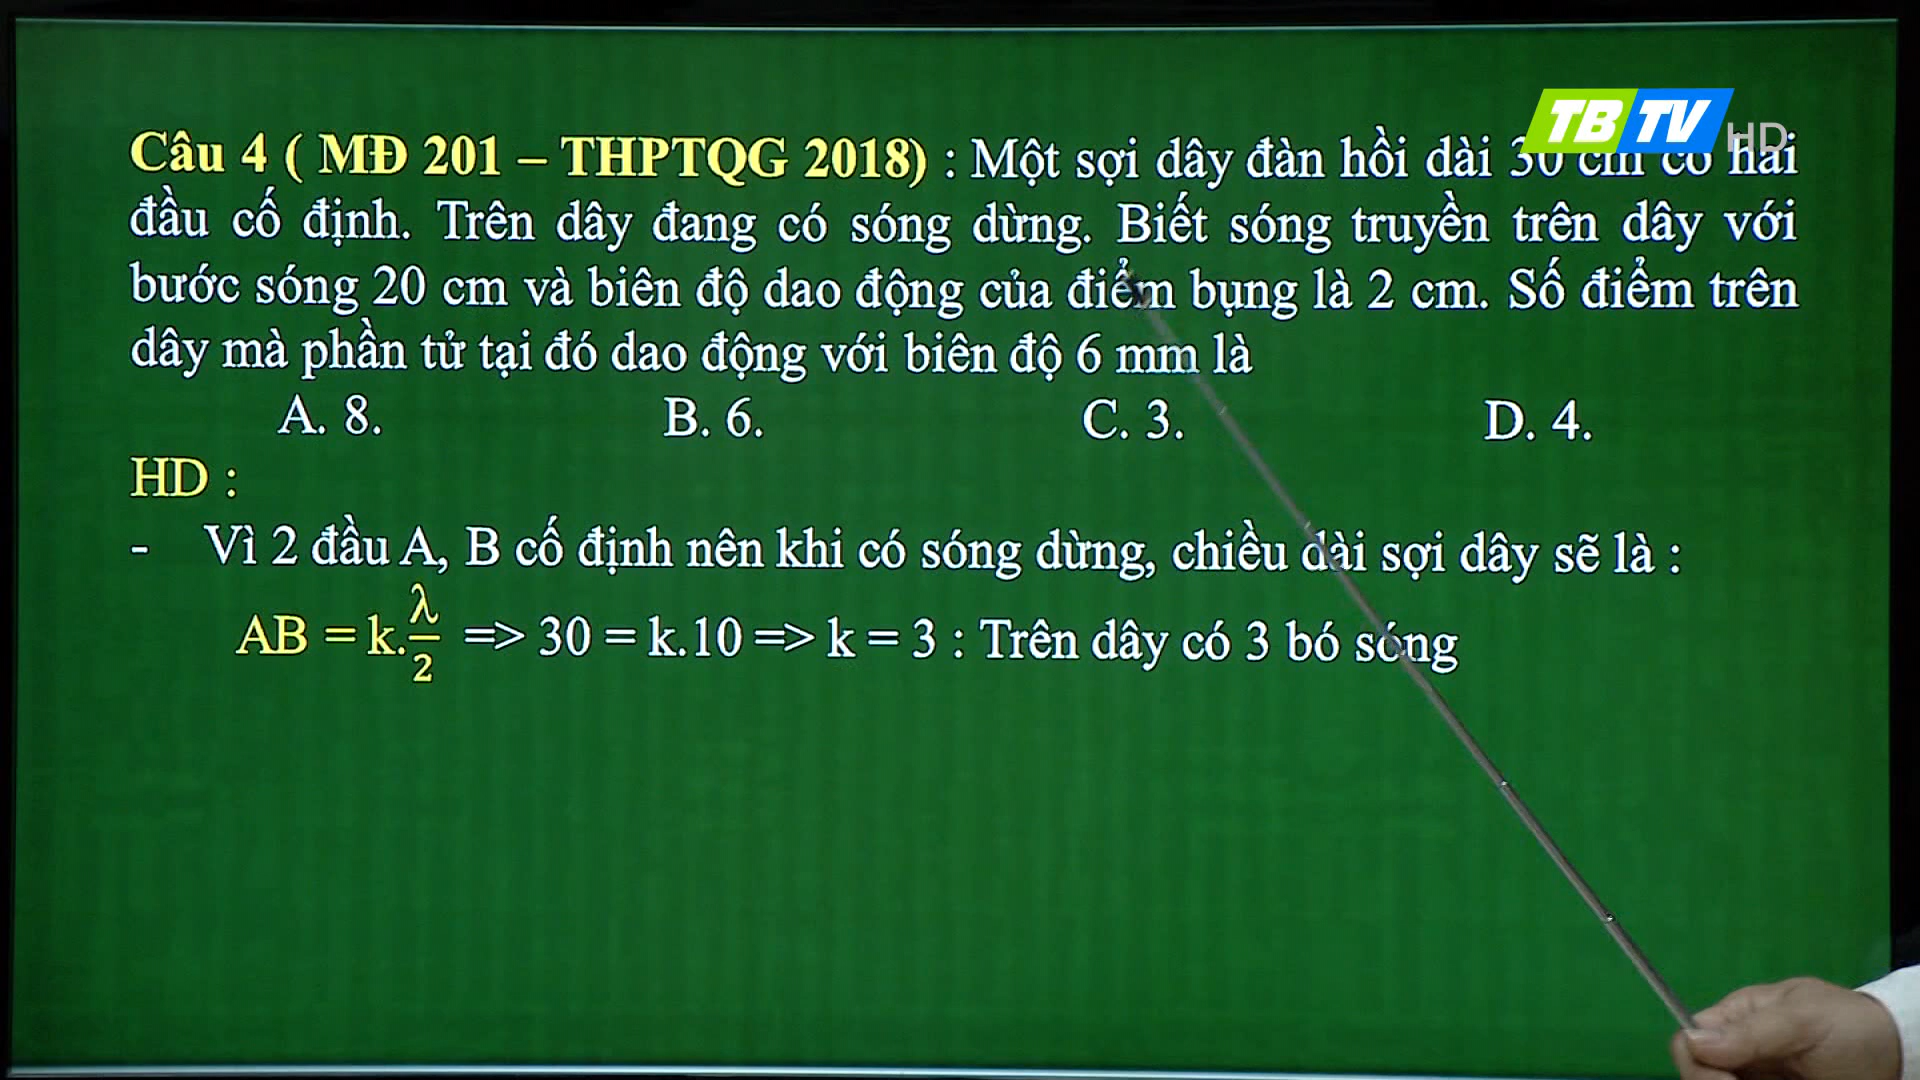 TBTV HD
Câu 4 ( MĐ 201 – THPTQG 2018) : Một sợi dây đàn hồi dài 30 cm có hai
đầu cố định. Trên dây đang có sóng dừng. Biết sóng truyền trên dây với
bước sóng 20 cm và biên độ dao động của điểm bụng là 2 cm. Số điểm trên
dây mà phần tử tại đó dao động với biên độ 6 mm là
A. 8. B. 6. C. 3. D. 4.
HD :
- Vì 2 đầu A, B cố định nên khi có sóng dừng, chiều dài sợi dây sẽ là :
AB = k.λ/2 => 30 = k.10 => k = 3 : Trên dây có 3 bó sóng